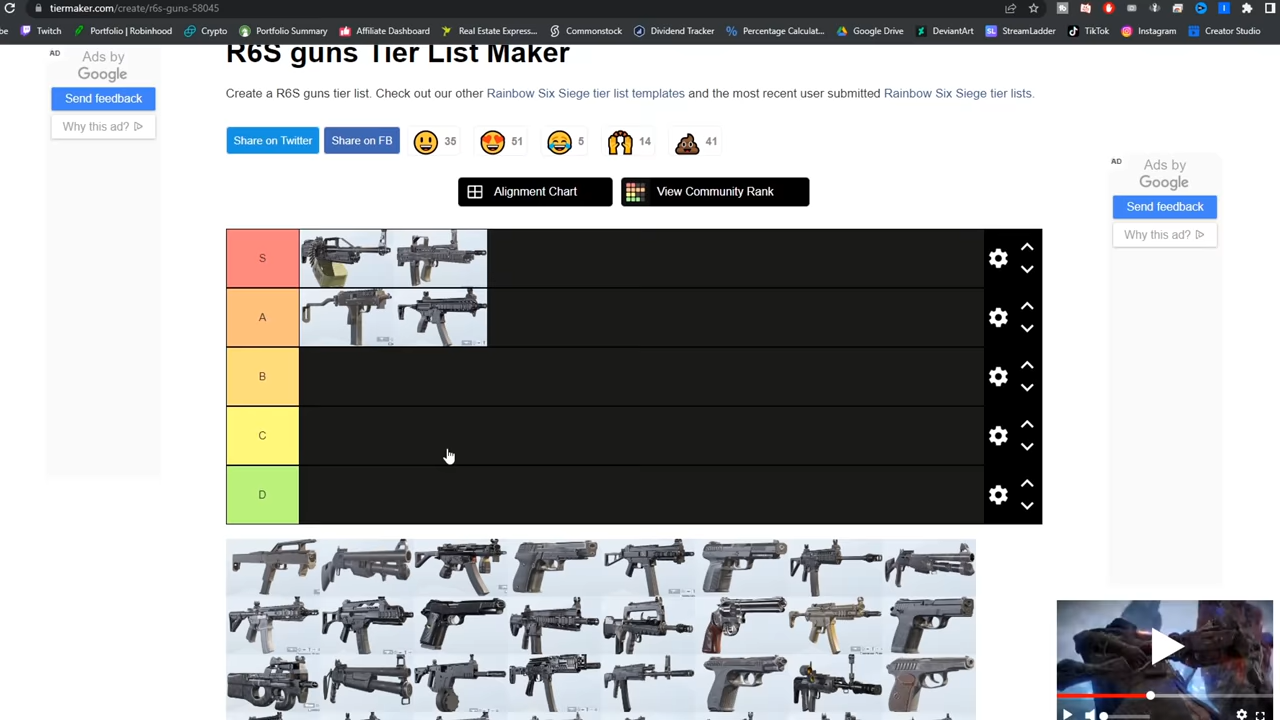 tiermaker.com/create/r6s-guns-58045
be Twitch Portfolio | Robinhood Crypto Portfolio Summary Affiliate Dashboard Real Estate Express... Commonstock Dividend Tracker Percentage Calculat... Google Drive DeviantArt SL StreamLadder TikTok Instagram Creator Studio
R6S guns Tier List Maker
Create a R6S guns tier list. Check out our other Rainbow Six Siege tier list templates and the most recent user submitted Rainbow Six Siege tier lists.
AD
Ads by
Google
Send feedback
Why this ad?
Share on Twitter Share on FB 35 51 5 14 41
Alignment Chart View Community Rank
AD
Ads by
Google
Send feedback
Why this ad?
S
A
B
C
D